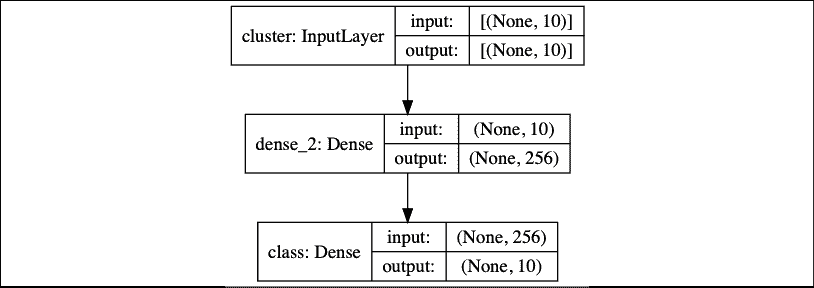 cluster: InputLayer
input: [(None, 10)]
output: [(None, 10)]
dense_2: Dense
input: (None, 10)
output: (None, 256)
class: Dense
input: (None, 256)
output: (None, 10)